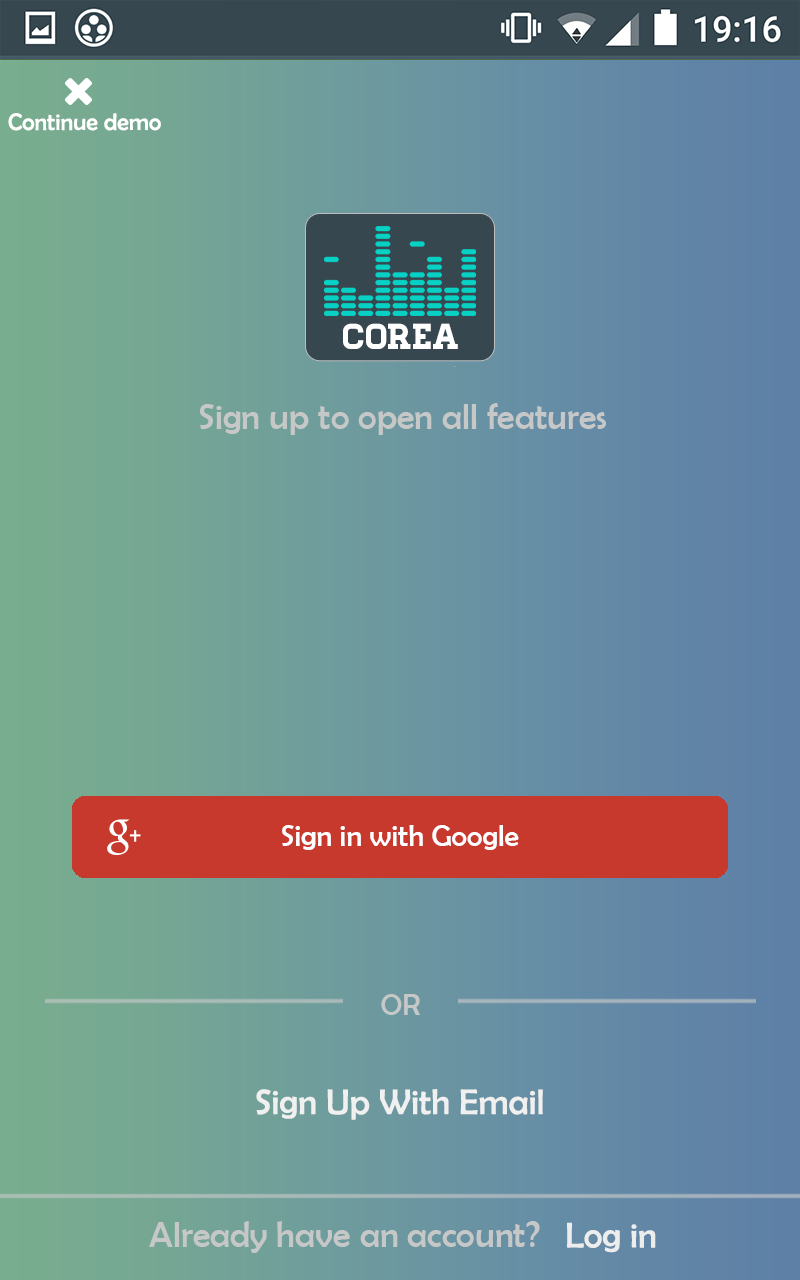 19:16
Continue demo
COREA
Sign up to open all features
g+ Sign in with Google
OR
Sign Up With Email
Already have an account? Log in